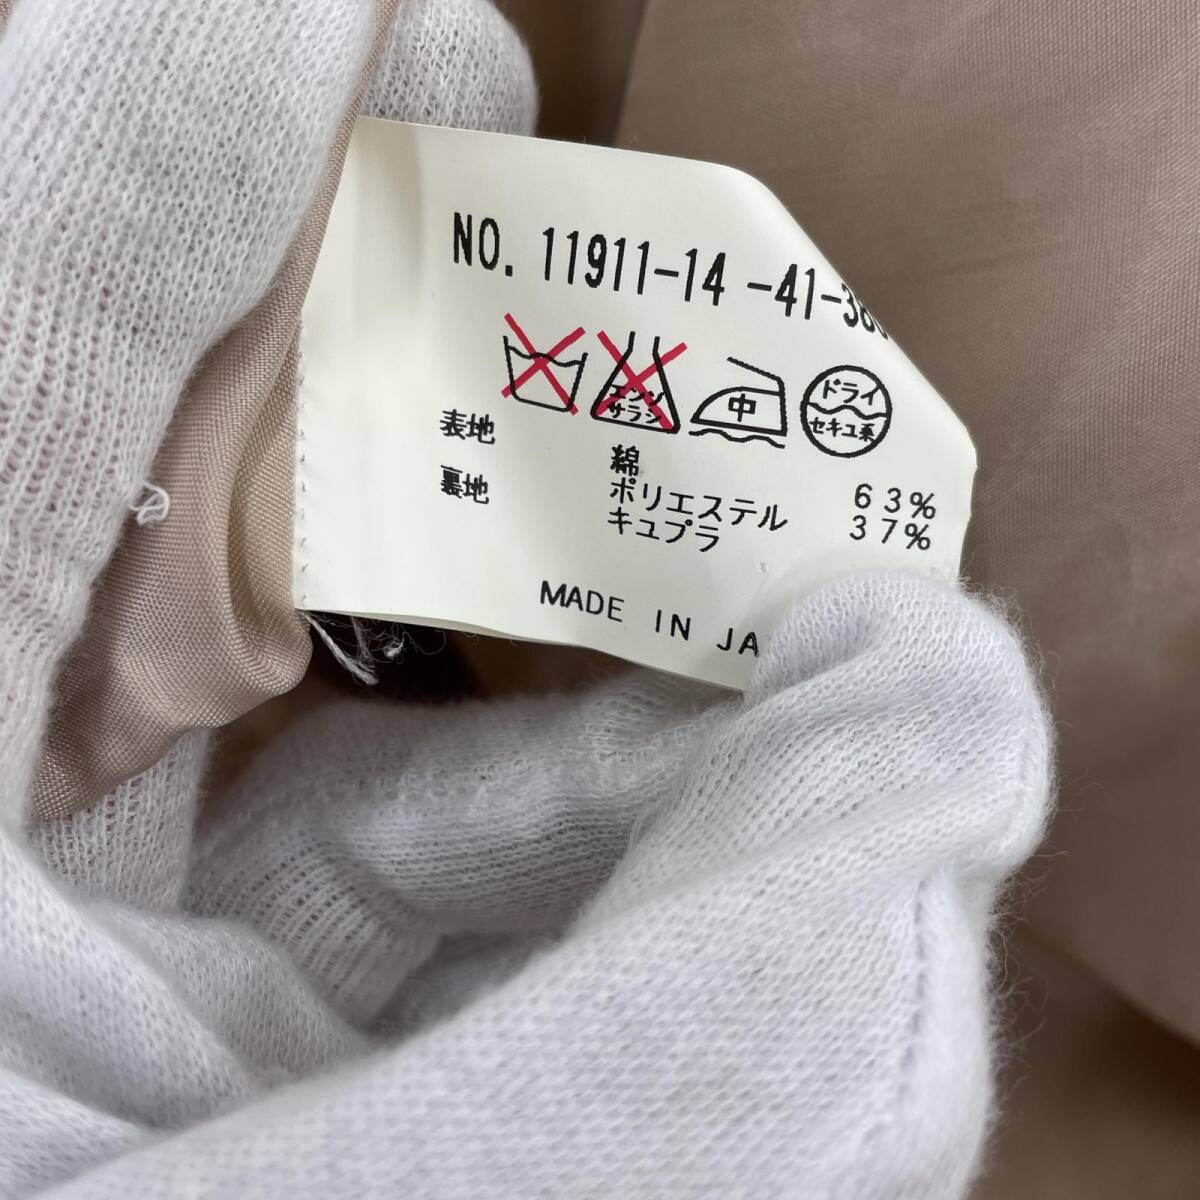 NO. 11911-14 -41-38
エンソ
サラシ
中
ドライ
セキユ系
表地 綿
裏地 ポリエステル 63%
キュプラ 37%
MADE IN JA